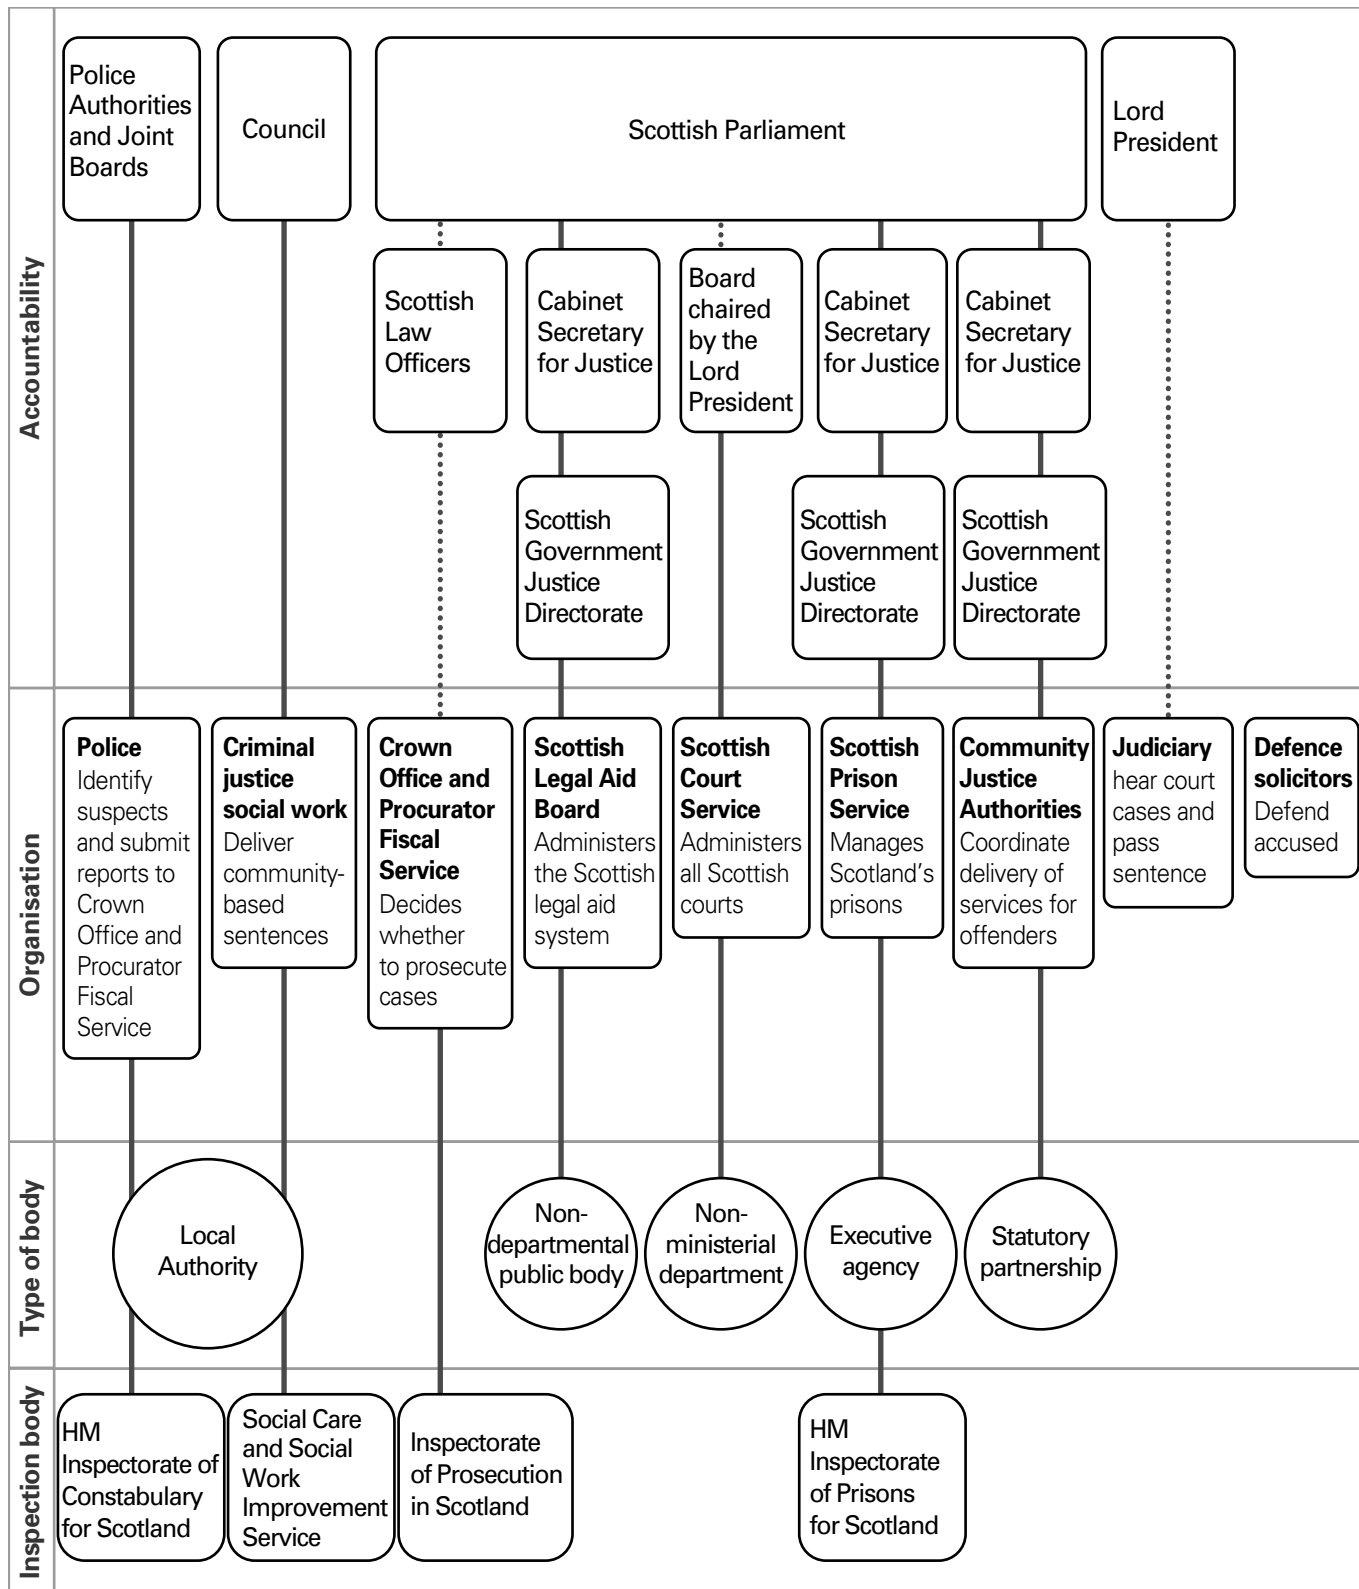 Accountability
Police
Authorities
and Joint
Boards
Council
Scottish Parliament
Lord
President
Scottish
Law
Officers
Cabinet
Secretary
for Justice
Board
chaired
by the
Lord
President
Cabinet
Secretary
for Justice
Cabinet
Secretary
for Justice
Scottish
Government
Justice
Directorate
Scottish
Government
Justice
Directorate
Scottish
Government
Justice
Directorate
Organisation
Police
Identify
suspects
and submit
reports to
Crown
Office and
Procurator
Fiscal
Service
Criminal
justice
social work
Deliver
community-
based
sentences
Crown
Office and
Procurator
Fiscal
Service
Decides
whether
to prosecute
cases
Scottish
Legal Aid
Board
Administers
the Scottish
legal aid
system
Scottish
Court
Service
Administers
all Scottish
courts
Scottish
Prison
Service
Manages
Scotland's
prisons
Community
Justice
Authorities
Coordinate
delivery of
services for
offenders
Judiciary
hear court
cases and
pass
sentence
Defence
solicitors
Defend
accused
Type of body
Local
Authority
Non-
departmental
public body
Non-
ministerial
department
Executive
agency
Statutory
partnership
Inspection body
HM
Inspectorate of
Constabulary
for Scotland
Social Care
and Social
Work
Improvement
Service
Inspectorate
of Prosecution
in Scotland
HM
Inspectorate
of Prisons
for Scotland